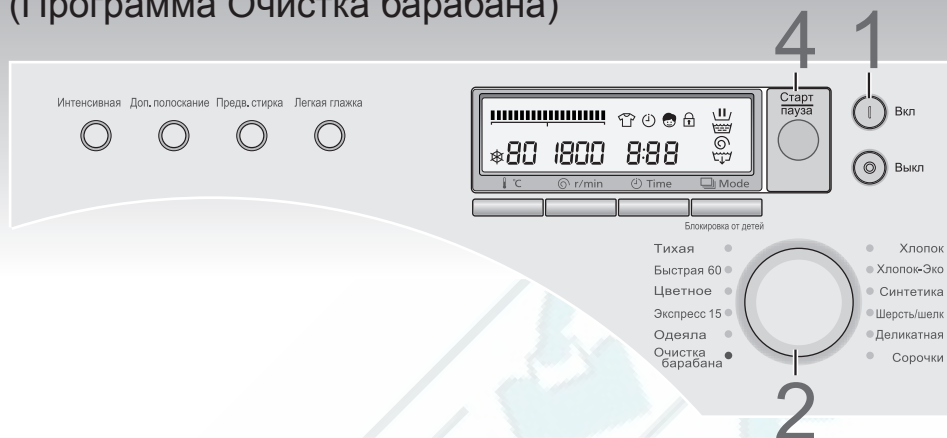 (Программа Очистка барабана)
4 1
Интенсивная Доп. полоскание Предв. стирка Легкая глажка
Старт
пауза
Вкл
80 1800 8:88
Выкл
°C r/min Time Mode
Блокировка от детей
Тихая
Быстрая 60
Цветное
Экспресс 15
Одеяла
Очистка
барабана
Хлопок
Хлопок-Эко
Синтетика
Шерсть/шелк
Деликатная
Сорочки
2